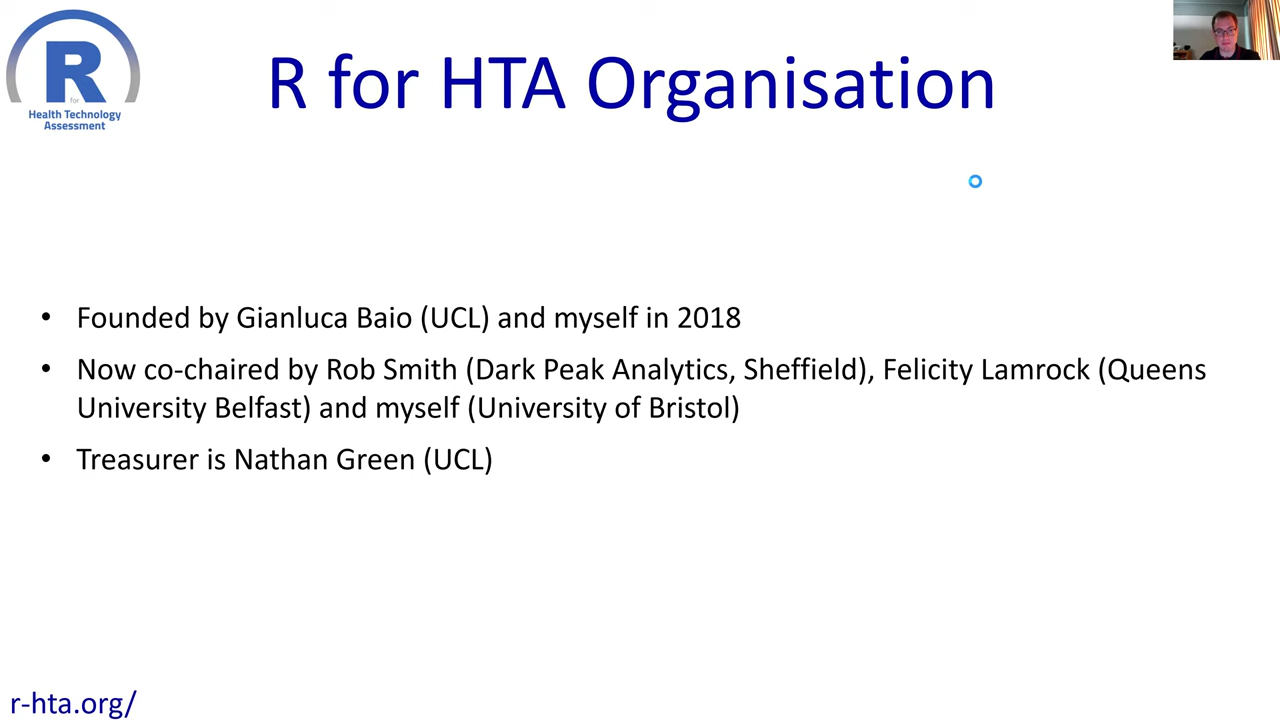 R for HTA Organisation
R
for
Health Technology
Assessment
• Founded by Gianluca Baio (UCL) and myself in 2018
• Now co-chaired by Rob Smith (Dark Peak Analytics, Sheffield), Felicity Lamrock (Queens
University Belfast) and myself (University of Bristol)
• Treasurer is Nathan Green (UCL)
r-hta.org/